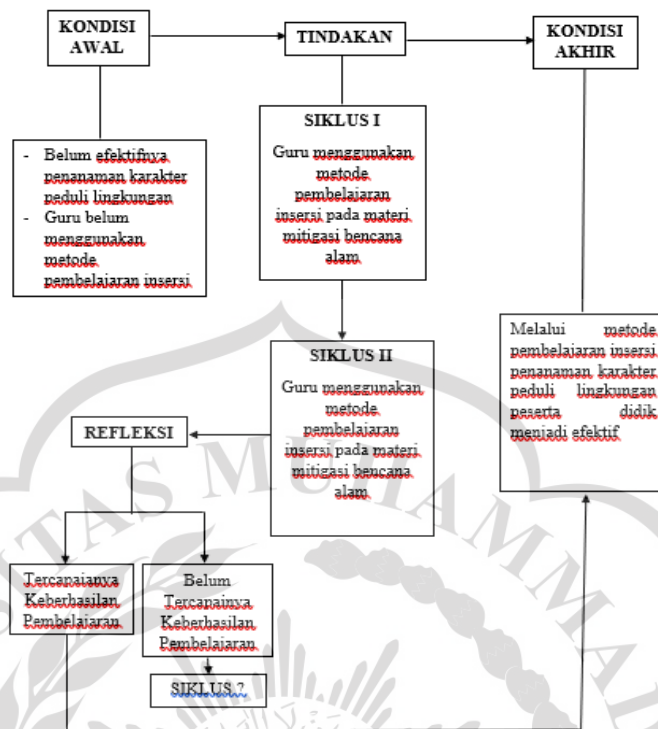 KONDISI
AWAL
TINDAKAN
KONDISI
AKHIR
- Belum efektifnya
penanaman karakter
peduli lingkungan
- Guru belum
menggunakan
metode
pembelajaran insersi
SIKLUS I
Guru menggunakan
metode
pembelajaran
insersi pada materi
mitigasi bencana
alam
SIKLUS II
Guru menggunakan
metode
pembelajaran
insersi pada materi
mitigasi bencana
alam
Melalui metode
pembelajaran insersi
penanaman karakter
peduli lingkungan
peserta didik
menjadi efektif
REFLEKSI
Tercapaianya
Keberhasilan
Pembelajaran
Belum
Tercapainya
Keberhasilan
Pembelajaran
SIKLUS ?
ITAS MUHAMMA